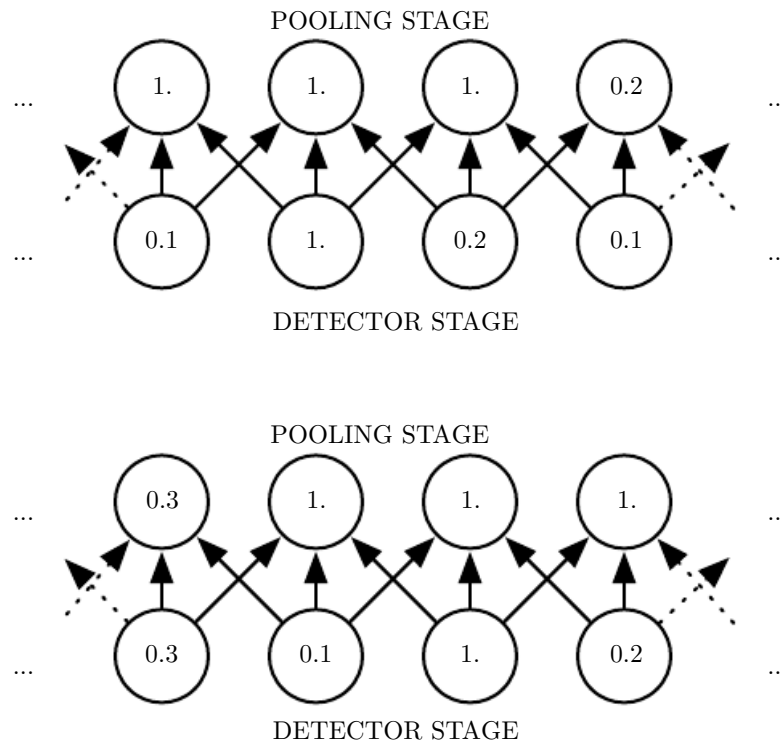 POOLING STAGE
... 1. 1. 1. 0.2 ..
... 0.1 1. 0.2 0.1 ..
DETECTOR STAGE
POOLING STAGE
... 0.3 1. 1. 1. ..
... 0.3 0.1 1. 0.2 ..
DETECTOR STAGE